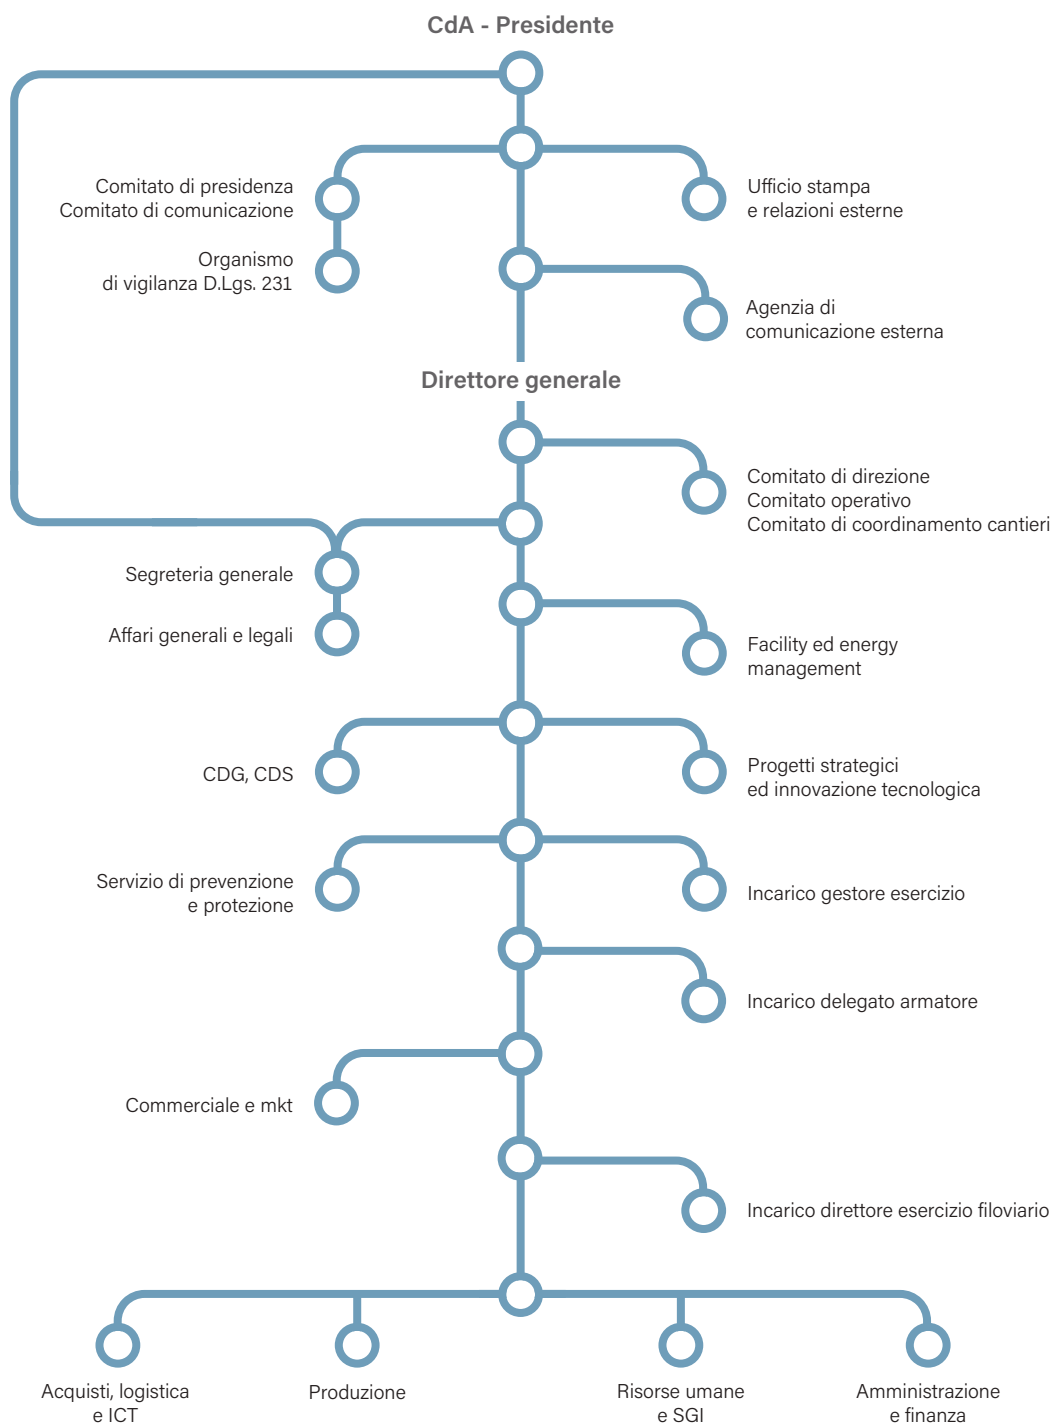 CdA - Presidente
Comitato di presidenza
Comitato di comunicazione
Ufficio stampa
e relazioni esterne
Organismo
di vigilanza D.Lgs. 231
Agenzia di
comunicazione esterna
Direttore generale
Comitato di direzione
Comitato operativo
Comitato di coordinamento cantieri
Segreteria generale
Affari generali e legali
Facility ed energy
management
CDG, CDS
Progetti strategici
ed innovazione tecnologica
Servizio di prevenzione
e protezione
Incarico gestore esercizio
Incarico delegato armatore
Commerciale e mkt
Incarico direttore esercizio filoviario
Acquisti, logistica
e ICT
Produzione
Risorse umane
e SGI
Amministrazione
e finanza